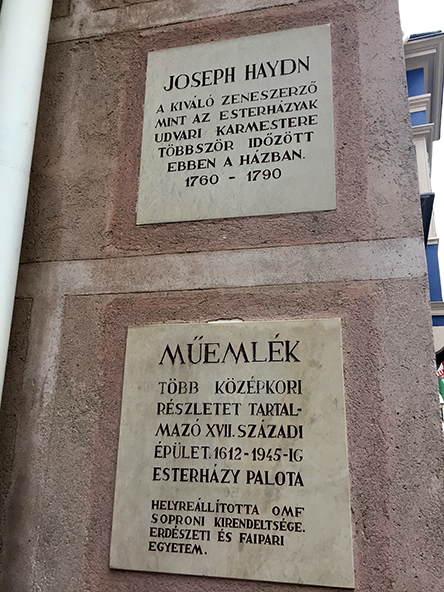 JOSEPH HAYDN
A KIVÁLÓ ZENESZERZŐ
MINT AZ ESTERHÁZYAK
UDVARI KARMESTERE
TÖBBSZÖR IDŐZÖTT
EBBEN A HÁZBAN.
1760 - 1790
MŰEMLÉK
TÖBB KÖZÉPKORI
RÉSZLETET TARTAL-
MAZÓ XVII. SZÁZADI
ÉPÜLET. 1612-1945-IG
ESTERHÁZY PALOTA
HELYREÁLLÍTOTTA OMF
SOPRONI KIRENDELTSÉGE.
ERDÉSZETI ÉS FAIPARI
EGYETEM.